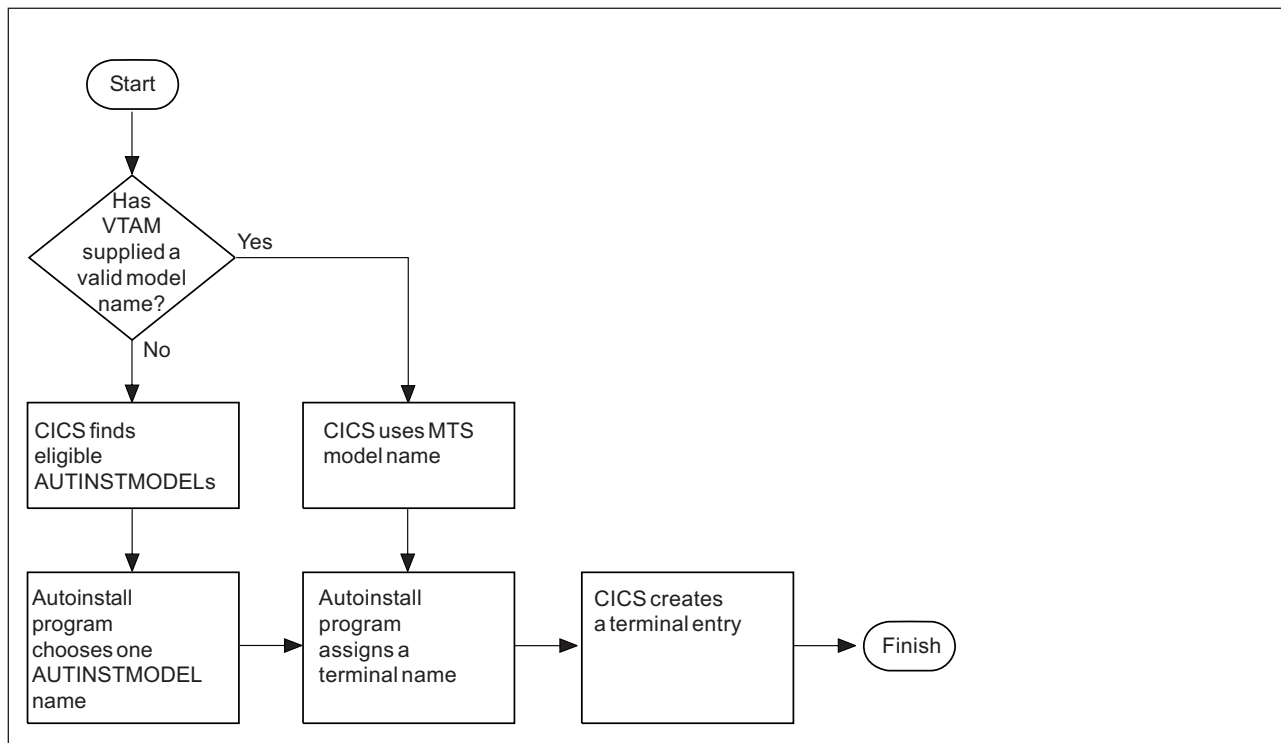 Start
Has
VTAM
supplied a
valid model
name?
Yes
No
CICS finds
eligible
AUTINSTMODELs
CICS uses MTS
model name
Autoinstall
program
chooses one
AUTINSTMODEL
name
Autoinstall
program
assigns a
terminal name
CICS creates
a terminal entry
Finish